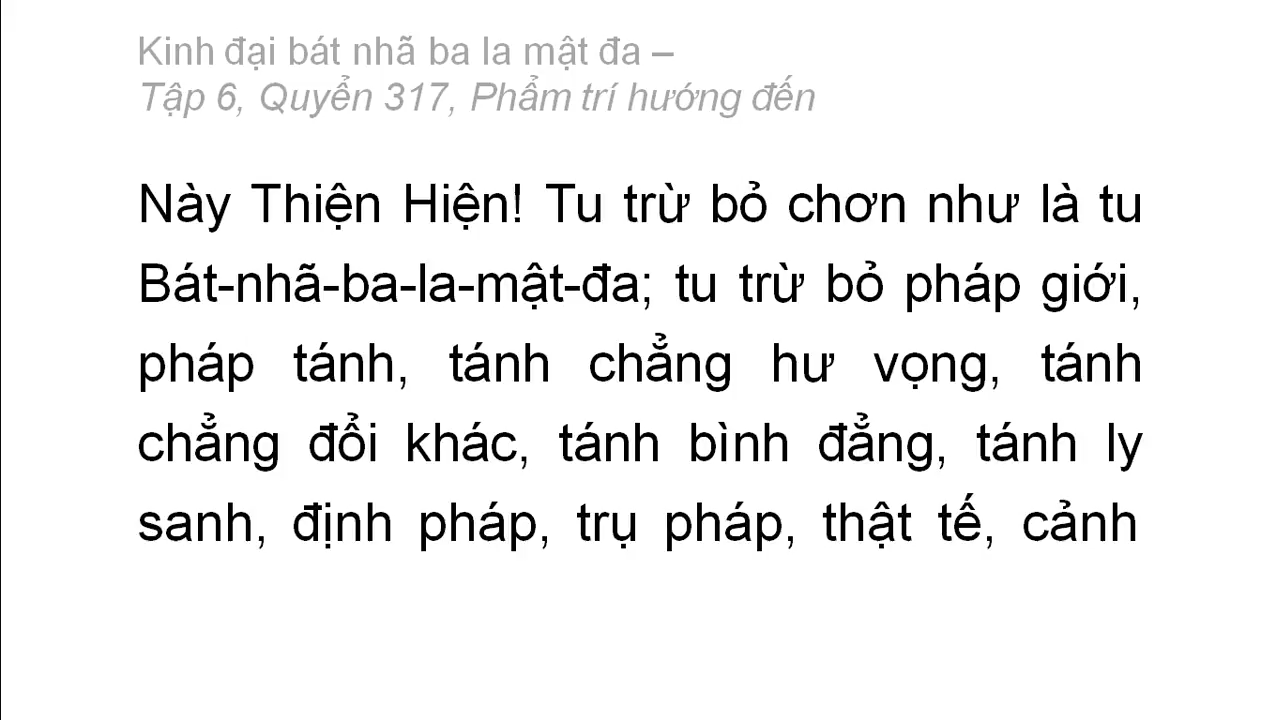 Kinh đại bát nhã ba la mật đa –
Tập 6, Quyển 317, Phẩm trí hướng đến
Này Thiện Hiện! Tu trừ bỏ chơn như là tu
Bát-nhã-ba-la-mật-đa; tu trừ bỏ pháp giới,
pháp tánh, tánh chẳng hư vọng, tánh
chẳng đổi khác, tánh bình đẳng, tánh ly
sanh, định pháp, trụ pháp, thật tế, cảnh